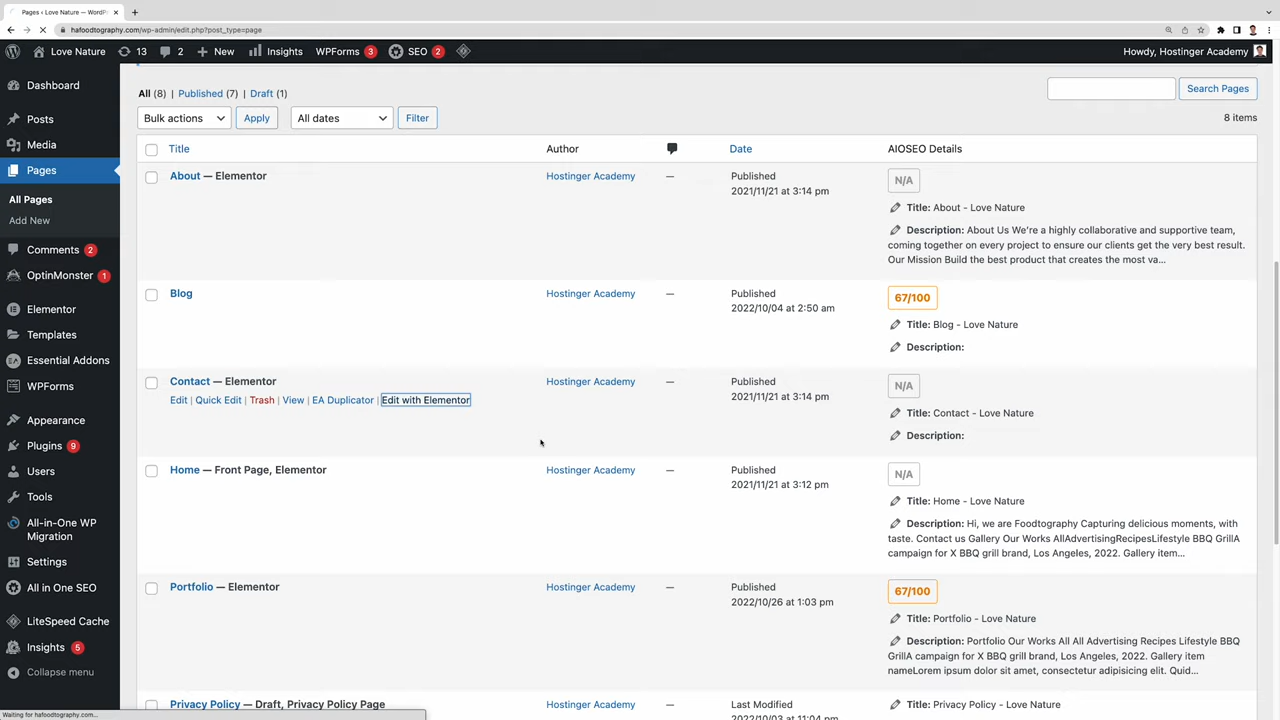 Pages ‹ Love Nature — WordPr
hafoodtography.com/wp-admin/edit.php?post_type=page
Love Nature 13 2 New Insights WPForms 3 SEO 2 Howdy, Hostinger Academy
Dashboard
Posts
Media
Pages
All Pages
Add New
Comments 2
OptinMonster 1
Elementor
Templates
Essential Addons
WPForms
Appearance
Plugins 9
Users
Tools
All-in-One WP
Migration
Settings
All in One SEO
LiteSpeed Cache
Insights 5
Collapse menu
All (8) | Published (7) | Draft (1)
Search Pages
Bulk actions Apply All dates Filter
8 items
Title Author Date AIOSEO Details
About — Elementor
Hostinger Academy
—
Published
2021/11/21 at 3:14 pm
N/A
Title: About - Love Nature
Description: About Us We're a highly collaborative and supportive team,
coming together on every project to ensure our clients get the very best result.
Our Mission Build the best product that creates the most va...
Blog
Hostinger Academy
—
Published
2022/10/04 at 2:50 am
67/100
Title: Blog - Love Nature
Description:
Contact — Elementor
Edit | Quick Edit | Trash | View | EA Duplicator | Edit with Elementor
Hostinger Academy
—
Published
2021/11/21 at 3:14 pm
N/A
Title: Contact - Love Nature
Description:
Home — Front Page, Elementor
Hostinger Academy
—
Published
2021/11/21 at 3:12 pm
N/A
Title: Home - Love Nature
Description: Hi, we are Foodtography Capturing delicious moments, with
taste. Contact us Gallery Our Works AllAdvertisingRecipesLifestyle BBQ GrillA
campaign for X BBQ grill brand, Los Angeles, 2022. Gallery item...
Portfolio — Elementor
Hostinger Academy
—
Published
2022/10/26 at 1:03 pm
67/100
Title: Portfolio - Love Nature
Description: Portfolio Our Works All All Advertising Recipes Lifestyle BBQ
GrillA campaign for X BBQ grill brand, Los Angeles, 2022. Gallery item
nameLorem ipsum dolor sit amet, consectetur adipisicing elit. Quid...
Privacy Policy — Draft, Privacy Policy Page
Hostinger Academy
—
Last Modified
2022/10/03 at 11:04 pm
Title: Privacy Policy - Love Nature
Waiting for hafoodtography.com...